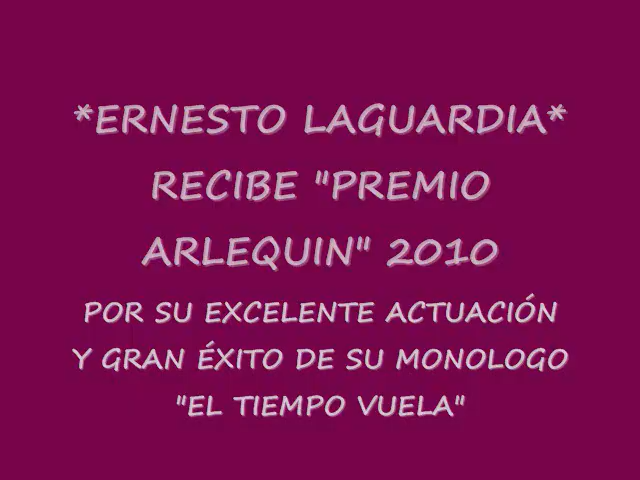 *ERNESTO LAGUARDIA*
RECIBE "PREMIO
ARLEQUIN" 2010
POR SU EXCELENTE ACTUACIÓN
Y GRAN ÉXITO DE SU MONOLOGO
"EL TIEMPO VUELA"